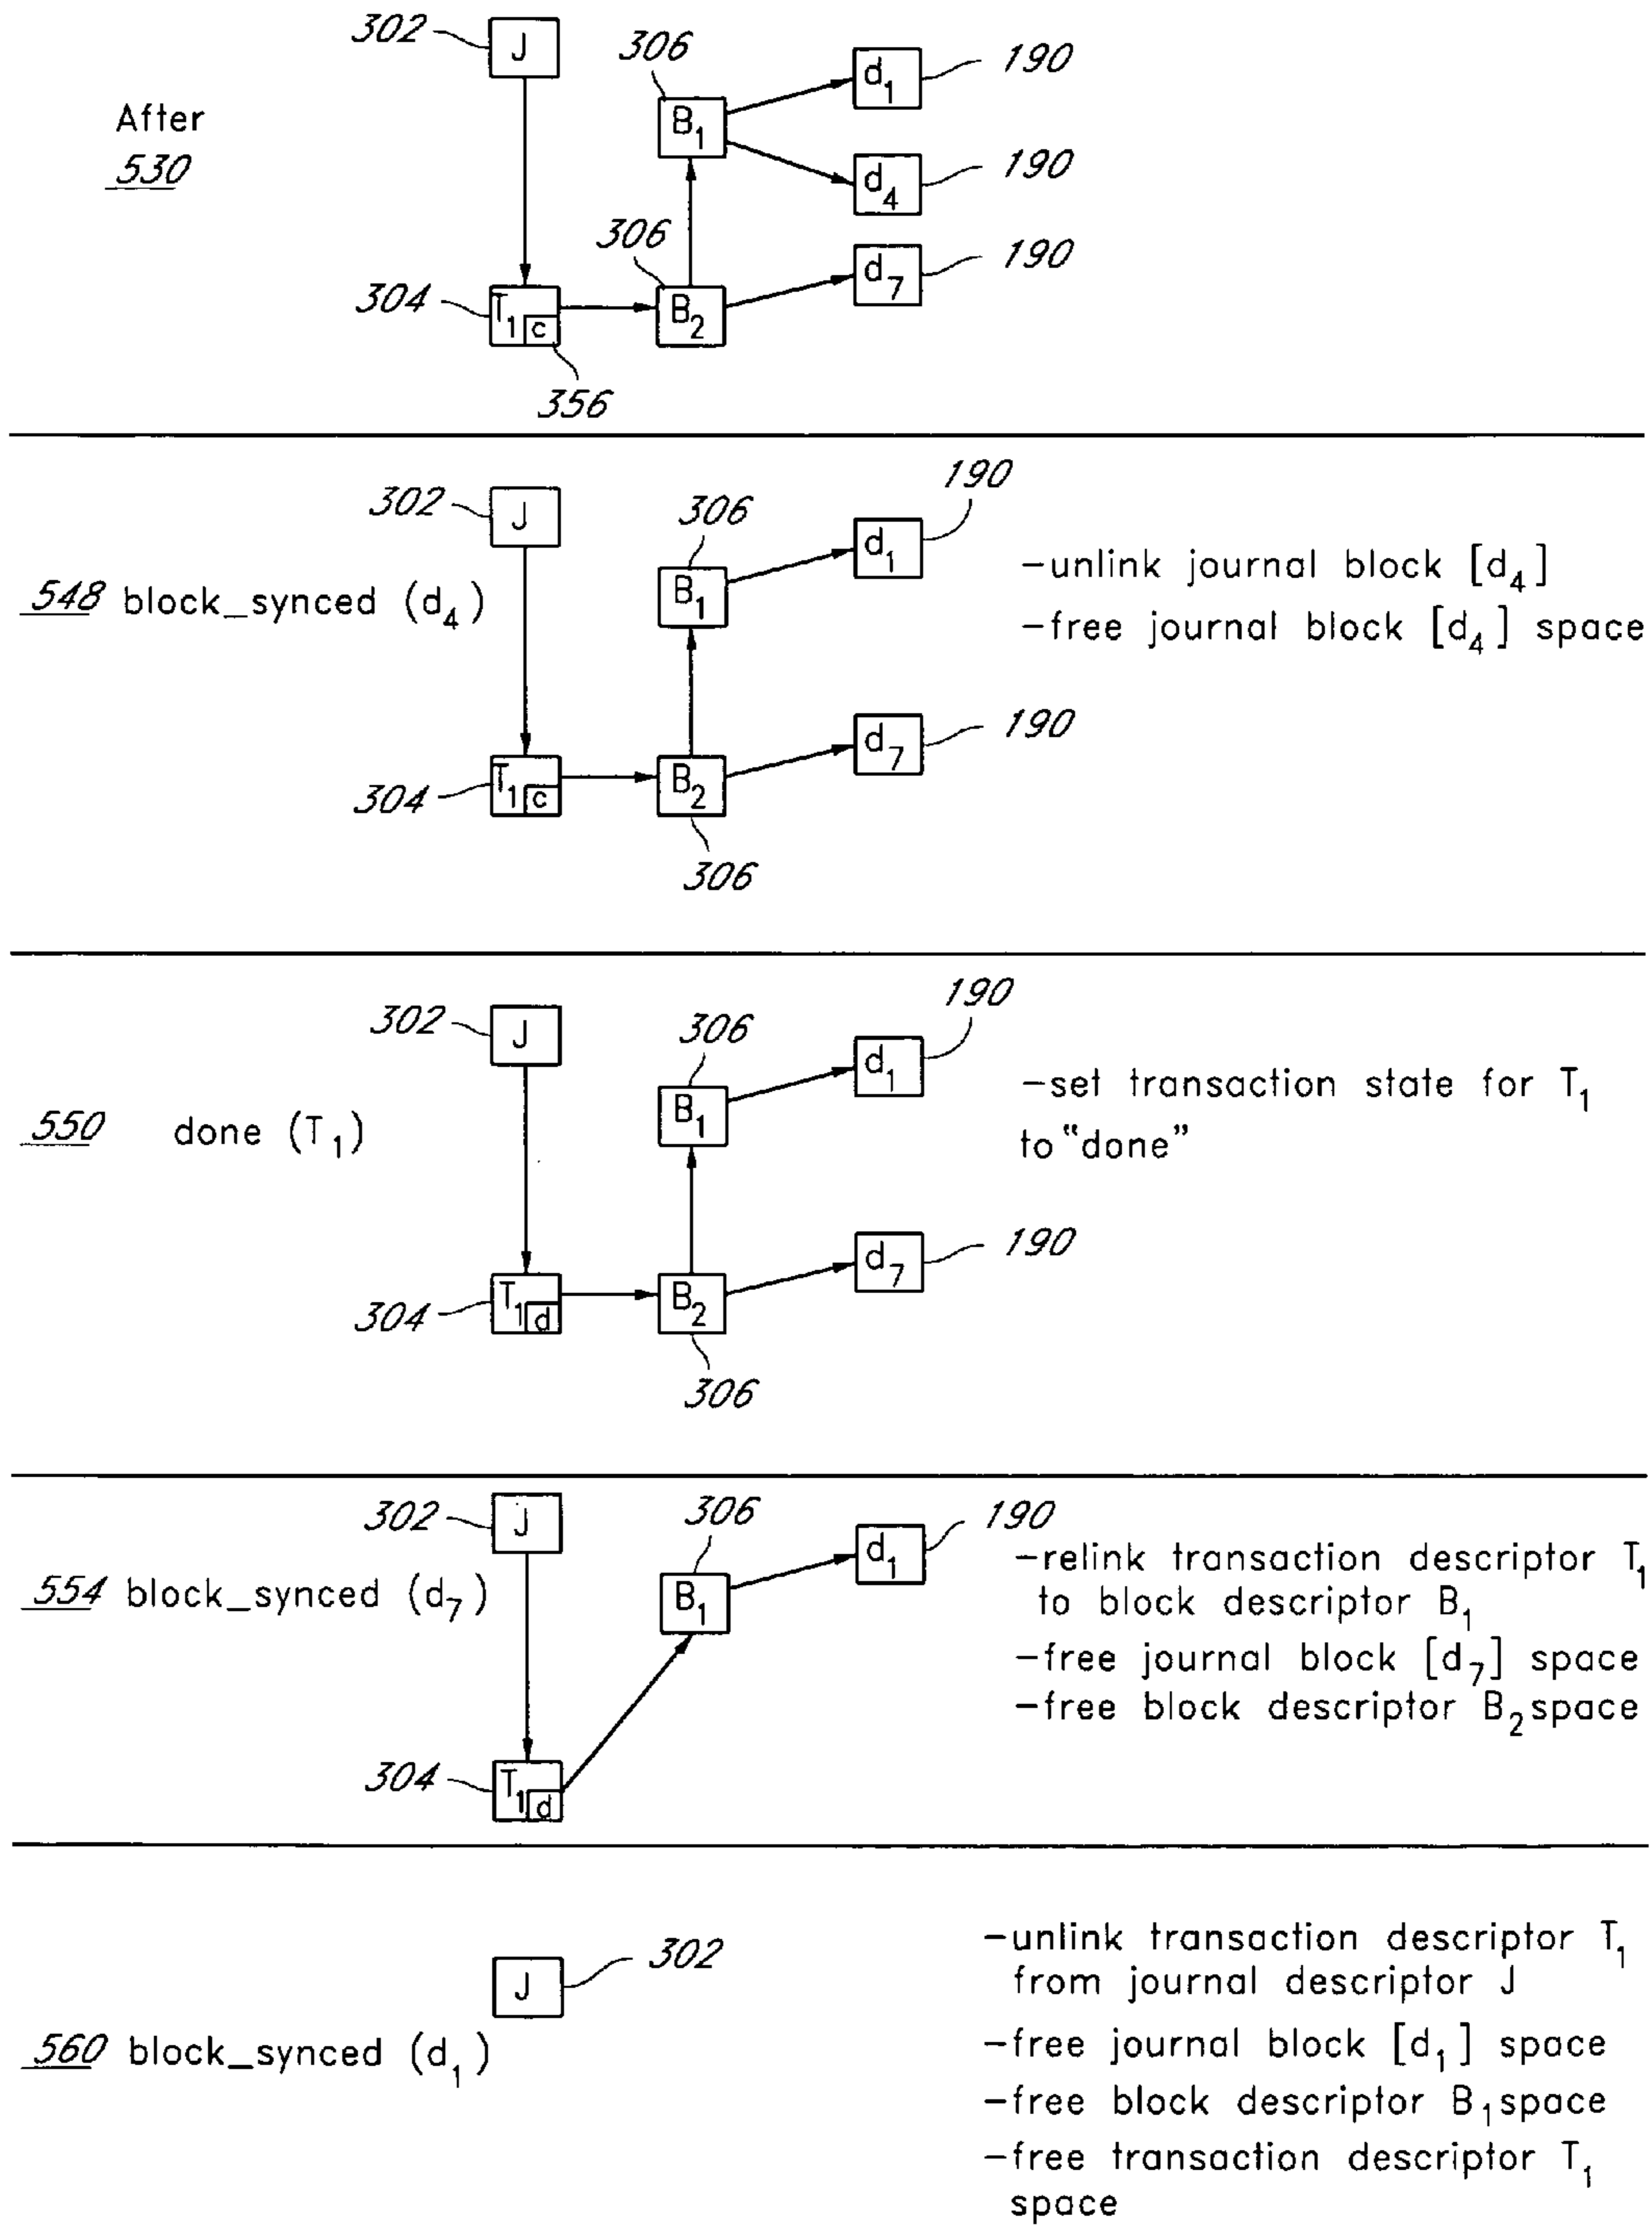 302 J
306
d1 190
After
530
B1
d4 190
306
d7 190
304 T1 c
B2
356
190
302 J
306
d1
-unlink journal block [d4]
548 block_synced (d4)
B1
-free journal block [d4] space
190
d7
304 T1 c
B2
306
190
302 J
306
d1
-set transaction state for T1
550 done (T1)
B1
to "done"
190
d7
304 T1 d
B2
306
302 J
306
190
d1
-relink transaction descriptor T1
554 block_synced (d7)
B1
to block descriptor B1
-free journal block [d7] space
-free block descriptor B2 space
304 T1 d
-unlink transaction descriptor T1
302
J
from journal descriptor J
560 block_synced (d1)
-free journal block [d1] space
-free block descriptor B1 space
-free transaction descriptor T1
space